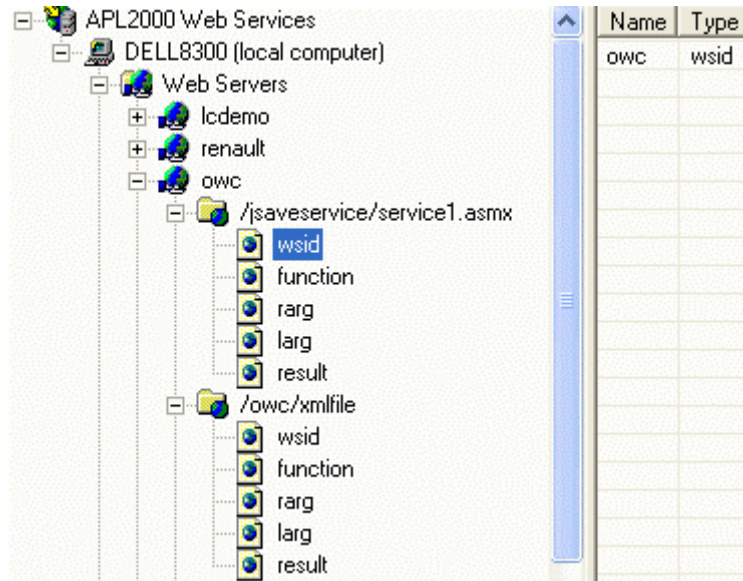 APL2000 Web Services
DELL8300 (local computer)
Web Servers
lcdemo
renault
owc
/jsaveservice/service1.asmx
wsid
function
rarg
larg
result
/owc/xmlfile
wsid
function
rarg
larg
result
Name Type
owc wsid